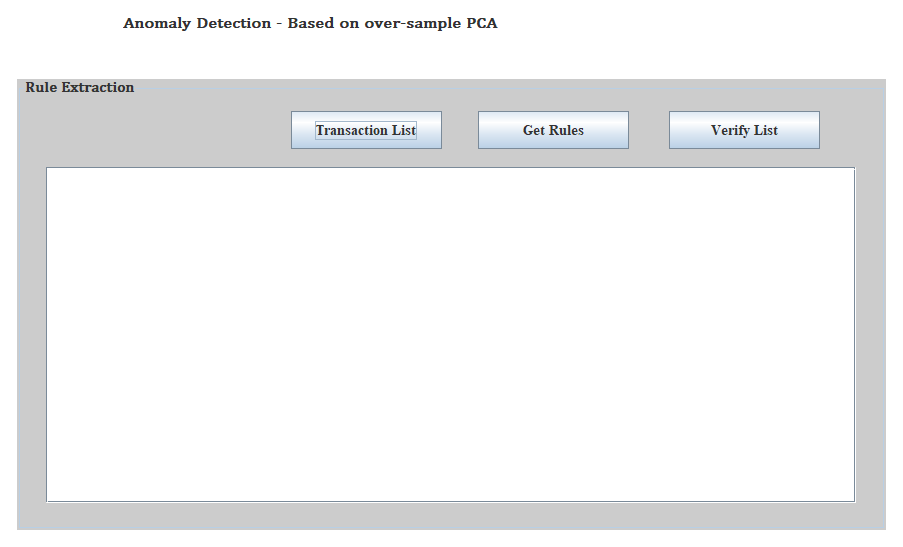 Anomaly Detection - Based on over-sample PCA
Rule Extraction
Transaction List Get Rules Verify List